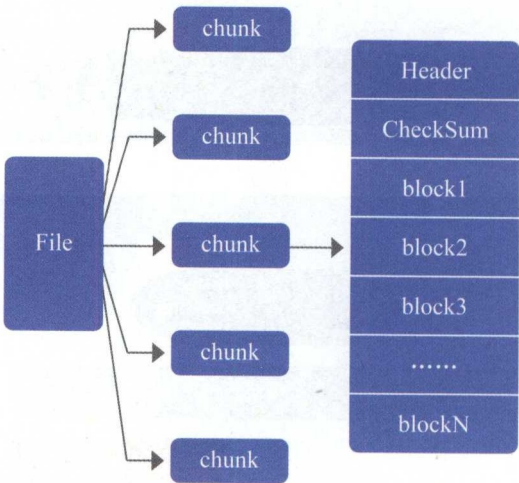 File
chunk
chunk
chunk
chunk
chunk
Header
CheckSum
block1
block2
block3
......
blockN